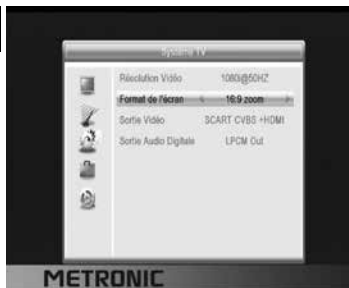 Système TV
Résolution Vidéo 1080i@50HZ
Format de l'écran 16:9 zoom
Sortie Vidéo SCART CVBS +HDMI
Sortie Audio Digitale LPCM Out
METRONIC